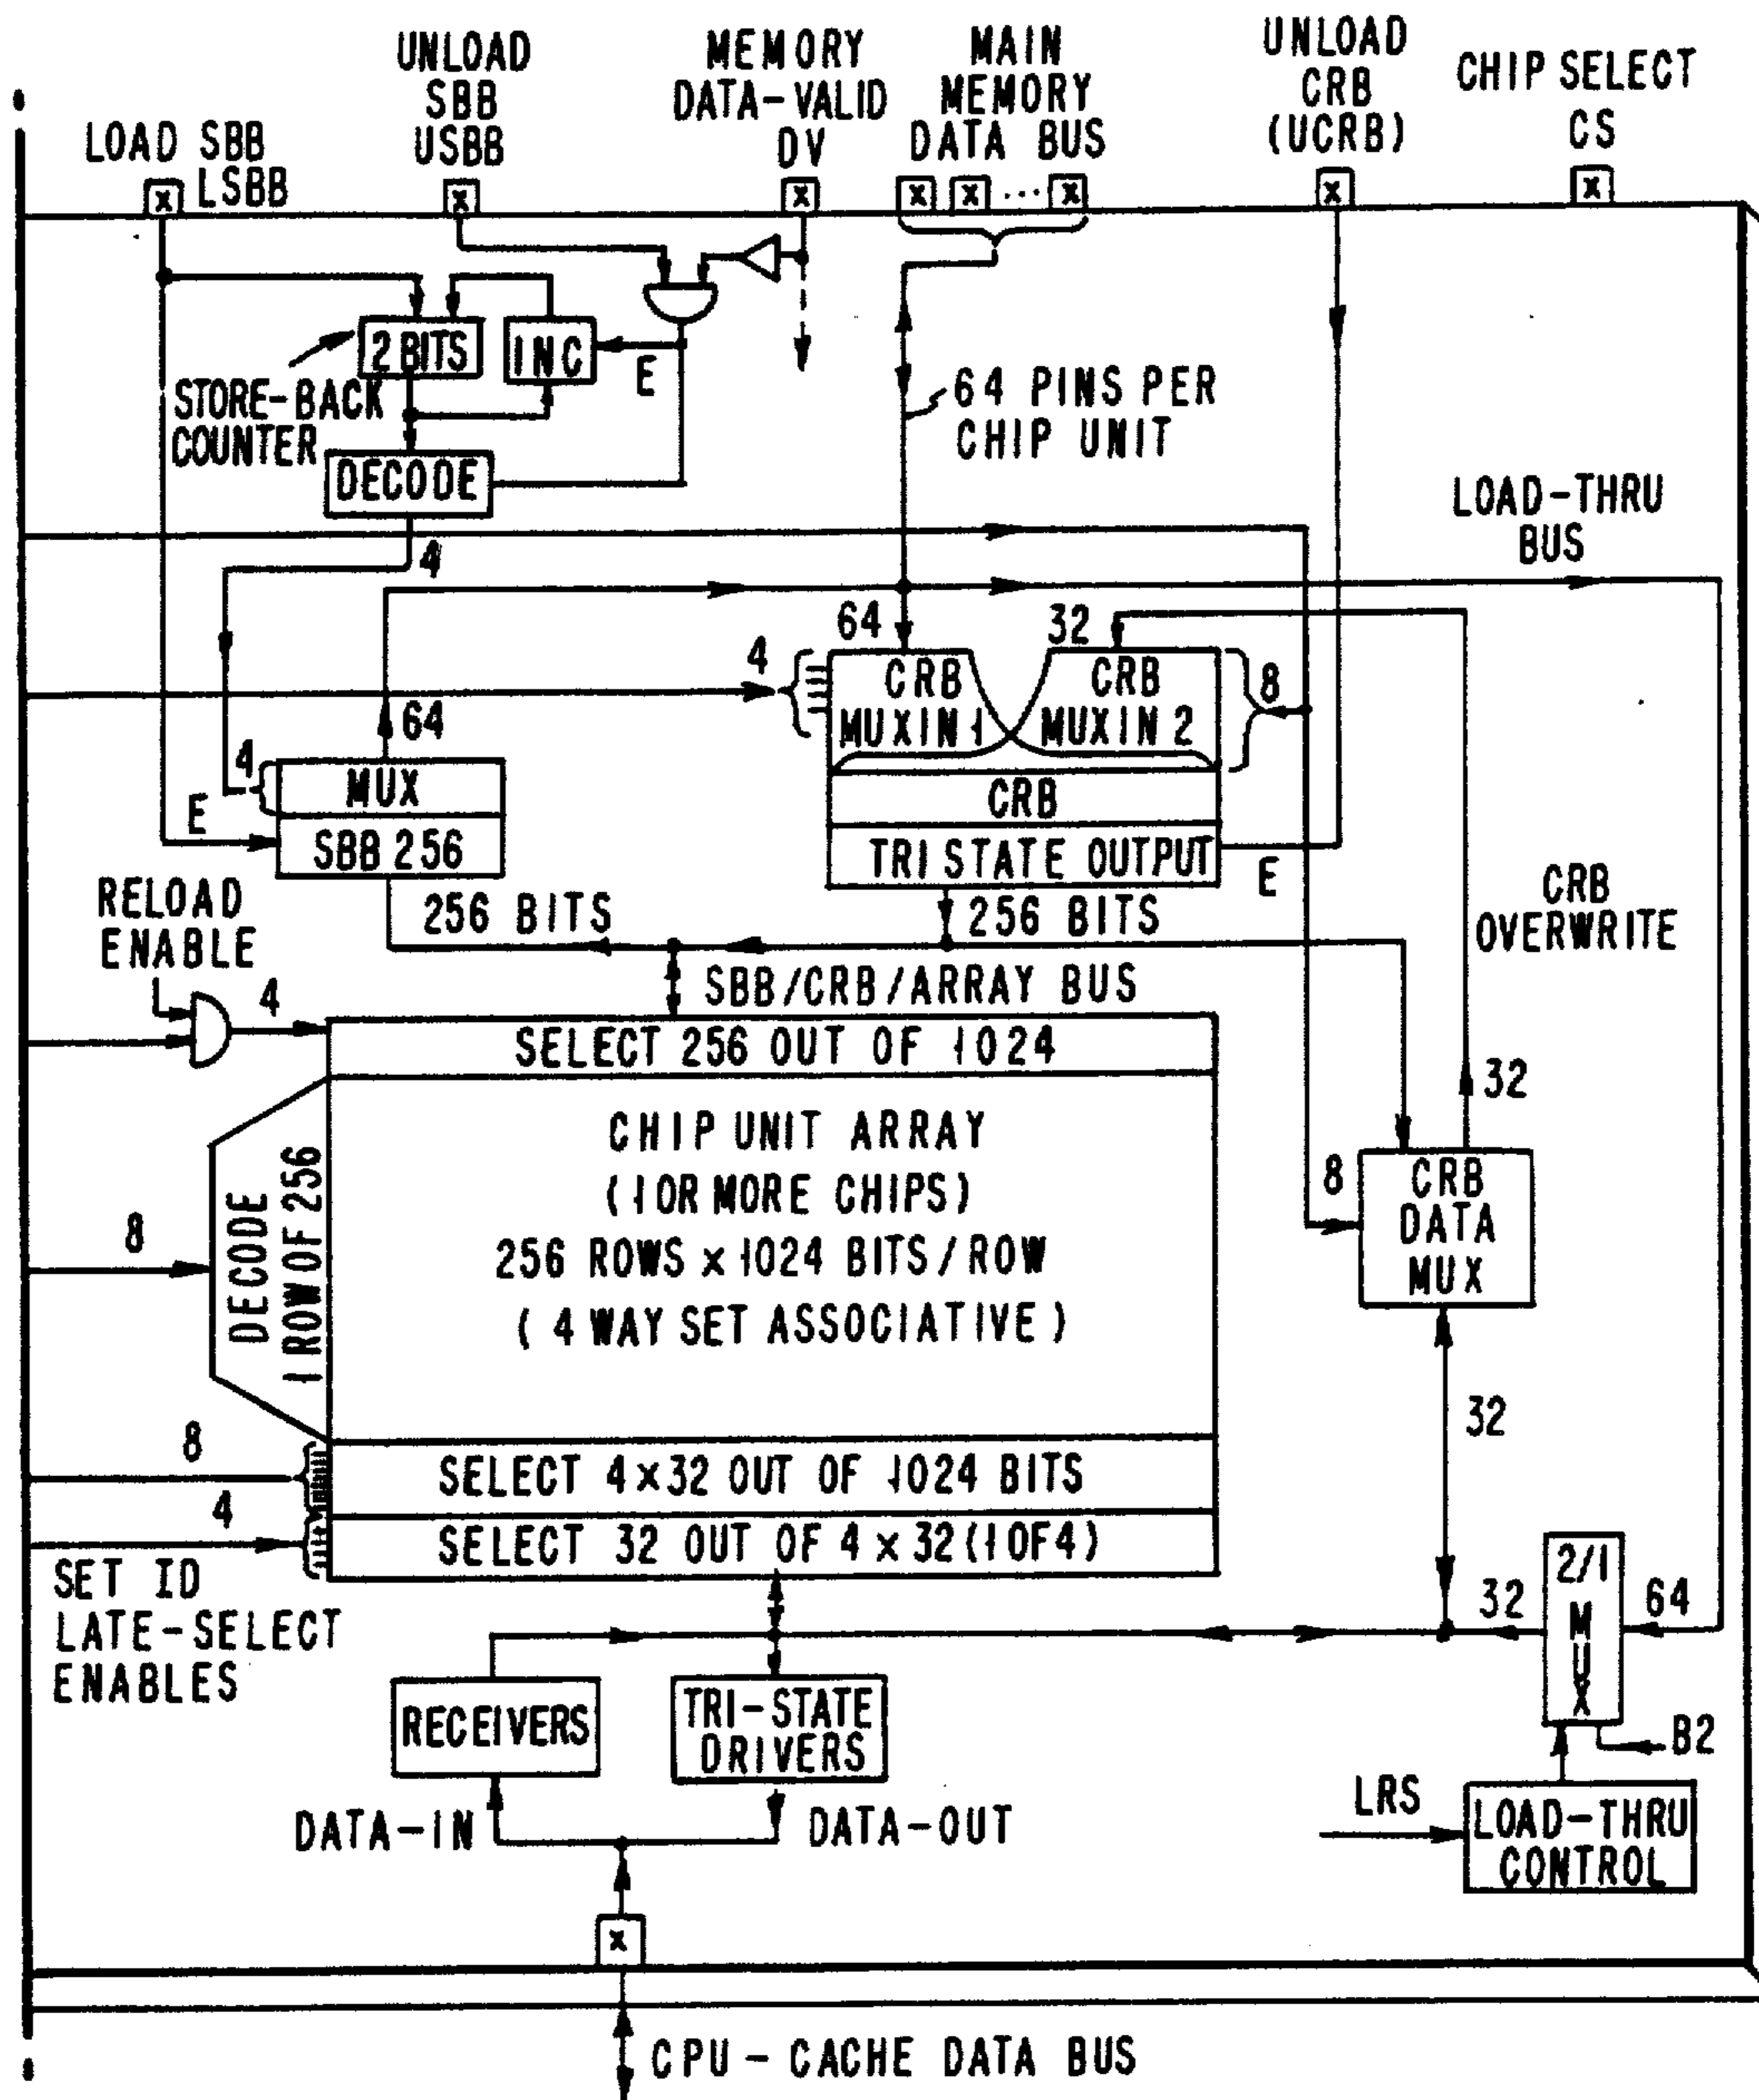 LOAD SBB
LSBB
UNLOAD
SBB
USBB
MEMORY
DATA-VALID
DV
MAIN
MEMORY
DATA BUS
UNLOAD
CRB
(UCRB)
CHIP SELECT
CS
x
x
x
x
x
...
x
x
x
2 BITS
INC
E
STORE-BACK
COUNTER
DECODE
4
64 PINS PER
CHIP UNIT
LOAD-THRU
BUS
64
32
4
CRB
MUXIN 1
CRB
MUXIN 2
8
64
4
MUX
CRB
E
SBB 256
TRI STATE OUTPUT
E
256 BITS
256 BITS
CRB
OVERWRITE
RELOAD
ENABLE
4
SBB/CRB/ARRAY BUS
SELECT 256 OUT OF 1024
32
CHIP UNIT ARRAY
(1 OR MORE CHIPS)
256 ROWS x 1024 BITS/ROW
(4 WAY SET ASSOCIATIVE)
8
DECODE
1 ROW OF 256
8
CRB
DATA
MUX
32
8
SELECT 4x32 OUT OF 1024 BITS
4
SELECT 32 OUT OF 4 x 32 (1 OF 4)
SET ID
LATE-SELECT
ENABLES
32
2/1
MUX
64
RECEIVERS
TRI-STATE
DRIVERS
B2
DATA-IN
DATA-OUT
LRS
LOAD-THRU
CONTROL
x
CPU - CACHE DATA BUS